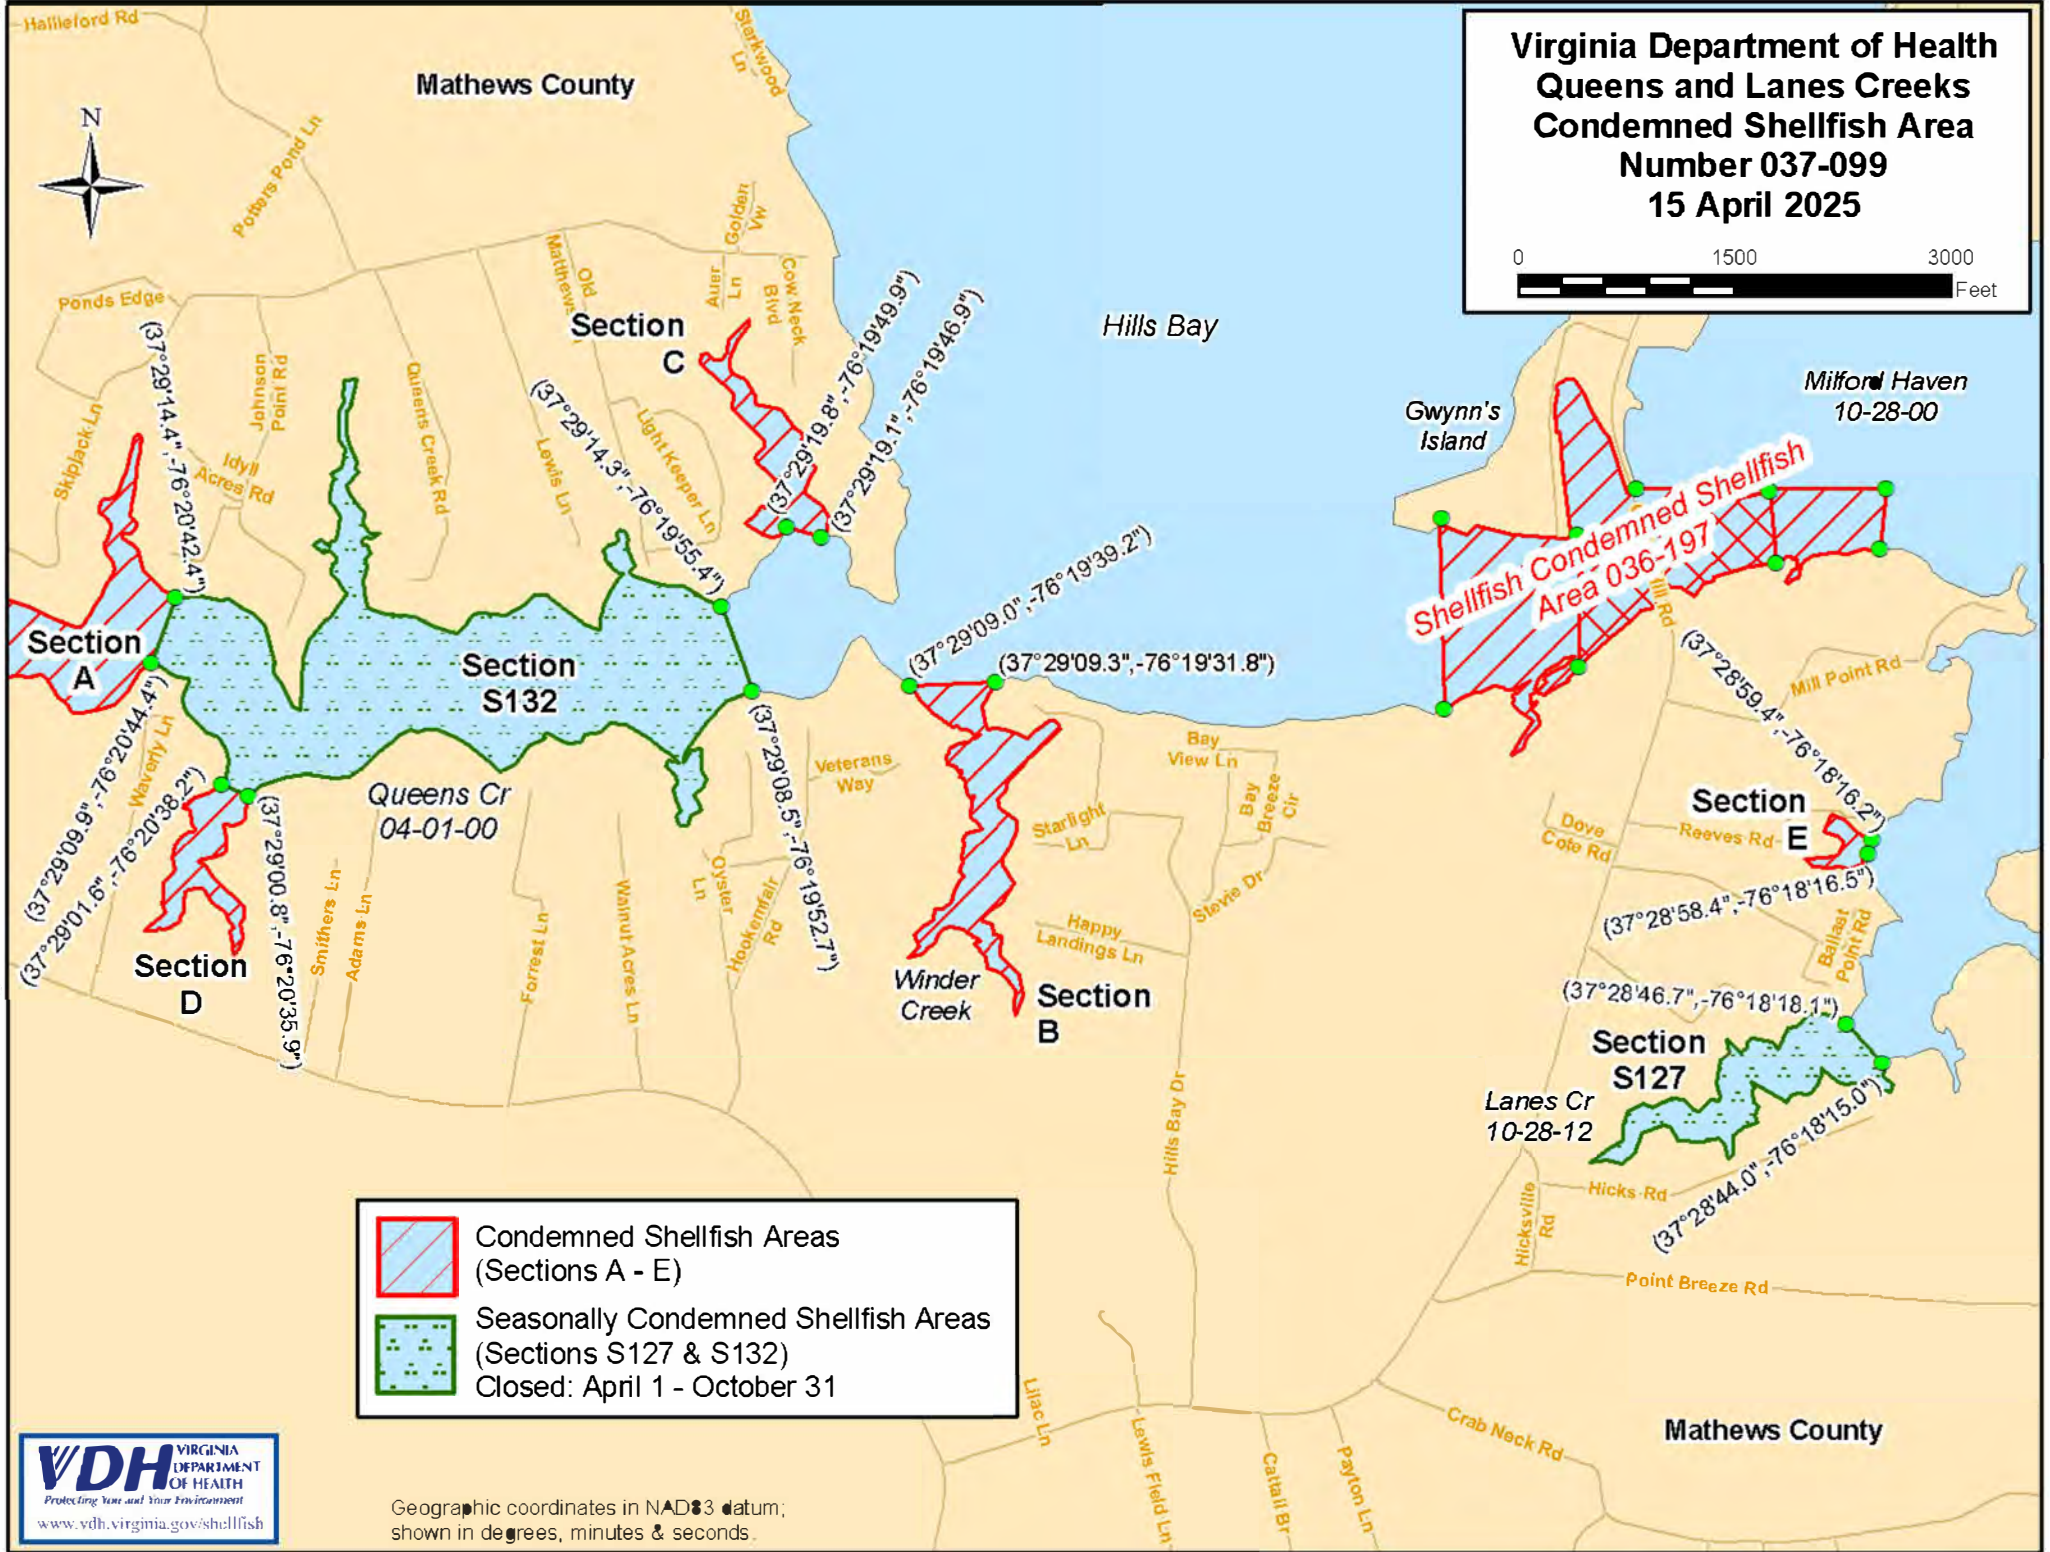 Virginia Department of Health
Queens and Lanes Creeks
Condemned Shellfish Area
Number 037-099
15 April 2025
0 1500 3000
Feet
Hallieford Rd
Mathews County
Starkwood
Ln
N
Potters Pond Ln
Ponds Edge
Skipjack Ln
Johnson
Point Rd
Idyll
Acres Rd
Queens Creek Rd
Lewis Ln
Old
Matthews
Light Keeper Ln
Auer
Ln
Golden
Vw
Cow Neck
Blvd
Section
C
Hills Bay
Gwynn's
Island
Milford Haven
10-28-00
Shellfish Condemned Shellfish
Area 036-197
(37°29'14.4",-76°20'42.4")
(37°29'14.3",-76°19'55.4")
(37°29'19.8",-76°19'49.9")
(37°29'19.1",-76°19'46.9")
(37°29'09.0",-76°19'39.2")
(37°29'09.3",-76°19'31.8")
Section
A
Section
S132
(37°29'09.9",-76°20'44.4")
(37°29'01.6",-76°20'38.2")
(37°29'00.8",-76°20'35.9")
(37°29'08.5",-76°19'52.7")
Waverly Ln
Queens Cr
04-01-00
Section
D
Smithers Ln
Adams Ln
Forrest Ln
Walnut Acres Ln
Oyster
Ln
Hookemfair
Rd
Veterans
Way
Winder
Creek
Section
B
Starlight
Ln
Happy
Landings Ln
Bay
View Ln
Bay
Breeze
Cir
Stevie Dr
Hills Bay Dr
Mill Point Rd
(37°28'59.4",-76°18'16.2")
Section
E
Dove
Cote Rd
Reeves Rd
(37°28'58.4",-76°18'16.5")
Ballast
Point Rd
(37°28'46.7",-76°18'18.1")
Section
S127
Lanes Cr
10-28-12
(37°28'44.0",-76°18'15.0")
Hicks Rd
Hicksville
Rd
Point Breeze Rd
Condemned Shellfish Areas
(Sections A - E)
Seasonally Condemned Shellfish Areas
(Sections S127 & S132)
Closed: April 1 - October 31
Lilac Ln
Lewis Field Ln
Cattail Br
Payton Ln
Crab Neck Rd
Mathews County
VDH VIRGINIA
DEPARTMENT
OF HEALTH
Protecting You and Your Environment
www.vdh.virginia.gov/shellfish
Geographic coordinates in NAD83 datum;
shown in degrees, minutes & seconds.